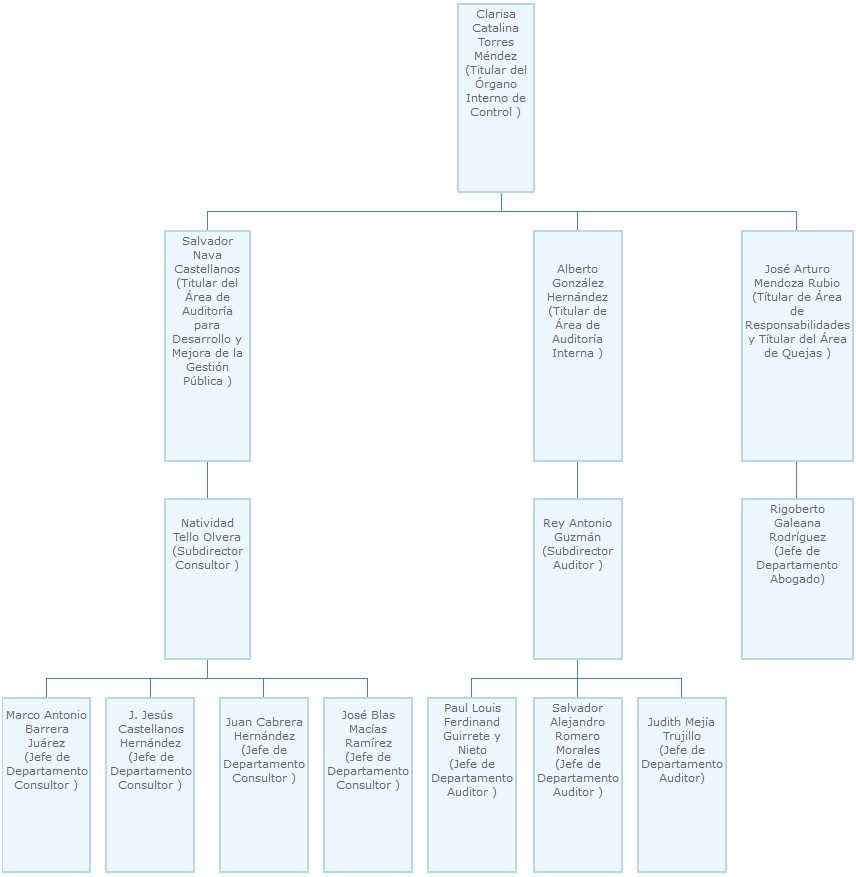 Clarisa
Catalina
Torres
Méndez
(Titular del
Órgano
Interno de
Control )
Salvador
Nava
Castellanos
(Titular del
Área de
Auditoría
para
Desarrollo y
Mejora de la
Gestión
Pública )
Alberto
González
Hernández
(Titular de
Área de
Auditoría
Interna )
José Arturo
Mendoza Rubio
(Títular de Área
de
Responsabilidades
y Títular del Área
de Quejas )
Natividad
Tello Olvera
(Subdirector
Consultor )
Rey Antonio
Guzmán
(Subdirector
Auditor )
Rigoberto
Galeana
Rodríguez
(Jefe de
Departamento
Abogado)
Marco Antonio
Barrera
Juárez
(Jefe de
Departamento
Consultor )
J. Jesús
Castellanos
Hernández
(Jefe de
Departamento
Consultor )
Juan Cabrera
Hernández
(Jefe de
Departamento
Consultor )
José Blas
Macías
Ramírez
(Jefe de
Departamento
Consultor )
Paul Louis
Ferdinand
Guirrete y
Nieto
(Jefe de
Departamento
Auditor )
Salvador
Alejandro
Romero
Morales
(Jefe de
Departamento
Auditor )
Judith Mejía
Trujillo
(Jefe de
Departamento
Auditor)